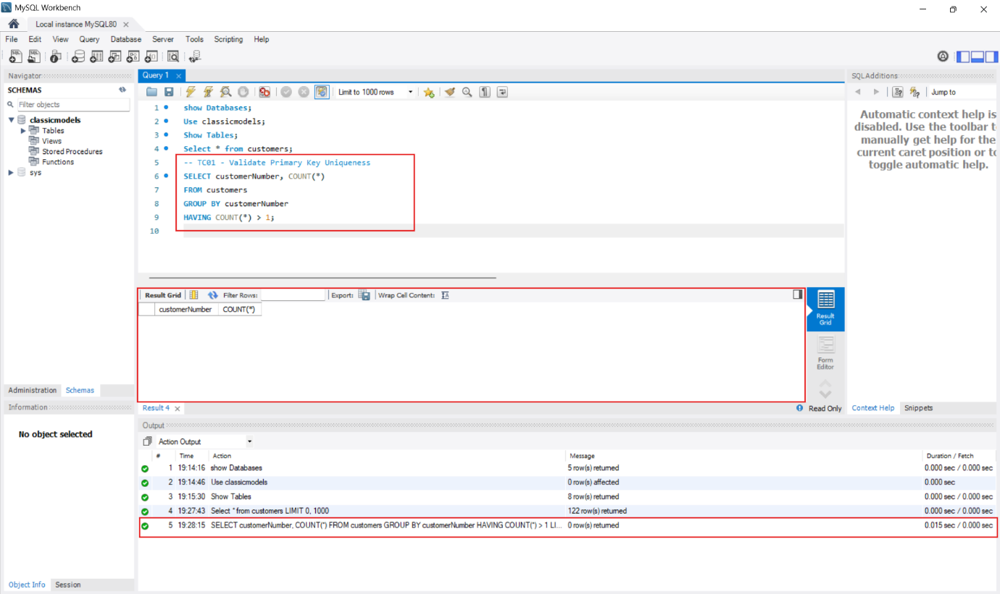 MySQL Workbench
Local instance MySQL80
File Edit View Query Database Server Tools Scripting Help
Navigator
SCHEMAS
Filter objects
classicmodels
Tables
Views
Stored Procedures
Functions
sys
Administration Schemas
Information
No object selected
Object Info Session
Query 1
Limit to 1000 rows
1 show Databases;
2 Use classicmodels;
3 Show Tables;
4 Select * from customers;
5 -- TC01 - Validate Primary Key Uniqueness
6 SELECT customerNumber, COUNT(*)
7 FROM customers
8 GROUP BY customerNumber
9 HAVING COUNT(*) > 1;
10
Result Grid Filter Rows: Export: Wrap Cell Content:
customerNumber COUNT(*)
Result Grid
Form Editor
Result 4 Read Only
SQLAdditions
Jump to
Automatic context help is
disabled. Use the toolbar t
manually get help for the
current caret position or to
toggle automatic help.
Context Help Snippets
Output
Action Output
# Time Action Message Duration / Fetch
1 19:14:16 show Databases 5 row(s) returned 0.000 sec / 0.000 sec
2 19:14:46 Use classicmodels 0 row(s) affected 0.000 sec
3 19:15:30 Show Tables 8 row(s) returned 0.000 sec / 0.000 sec
4 19:27:43 Select * from customers LIMIT 0, 1000 122 row(s) returned 0.000 sec / 0.000 sec
5 19:28:15 SELECT customerNumber, COUNT(*) FROM customers GROUP BY customerNumber HAVING COUNT(*) > 1 LI... 0 row(s) returned 0.015 sec / 0.000 sec